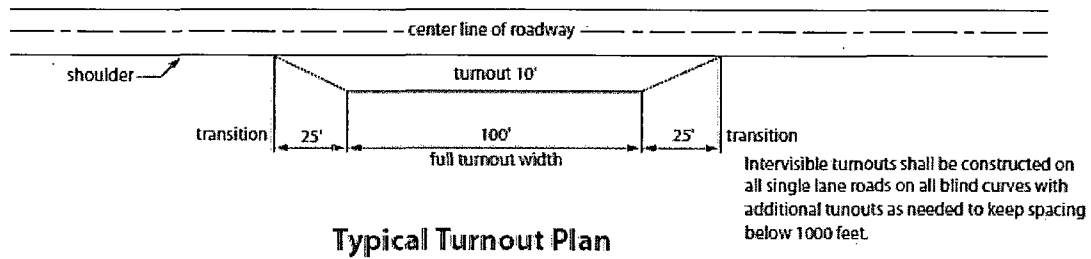 center line of roadway
shoulder
turnout 10'
transition 25' 100' 25' transition
full turnout width
Intervisible turnouts shall be constructed on
all single lane roads on all blind curves with
additional tunouts as needed to keep spacing
below 1000 feet.
Typical Turnout Plan